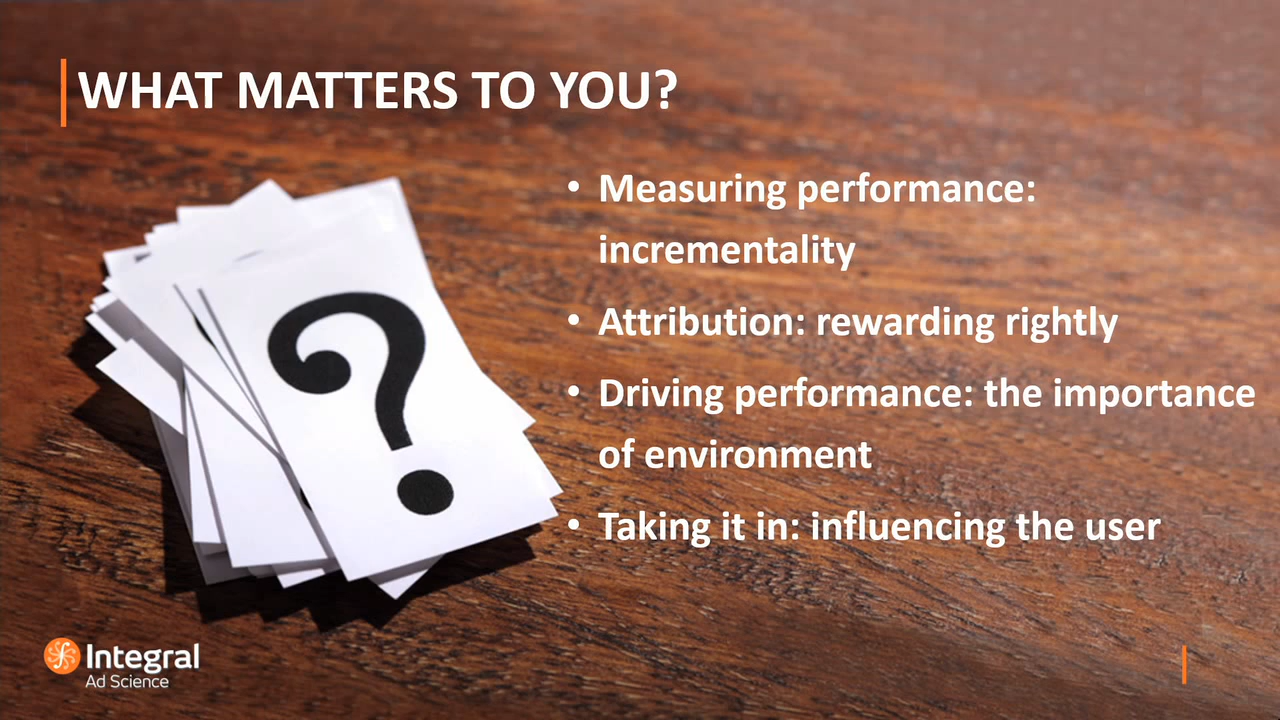 WHAT MATTERS TO YOU?
• Measuring performance:
incrementality
• Attribution: rewarding rightly
• Driving performance: the importance
of environment
• Taking it in: influencing the user
?
Integral
Ad Science